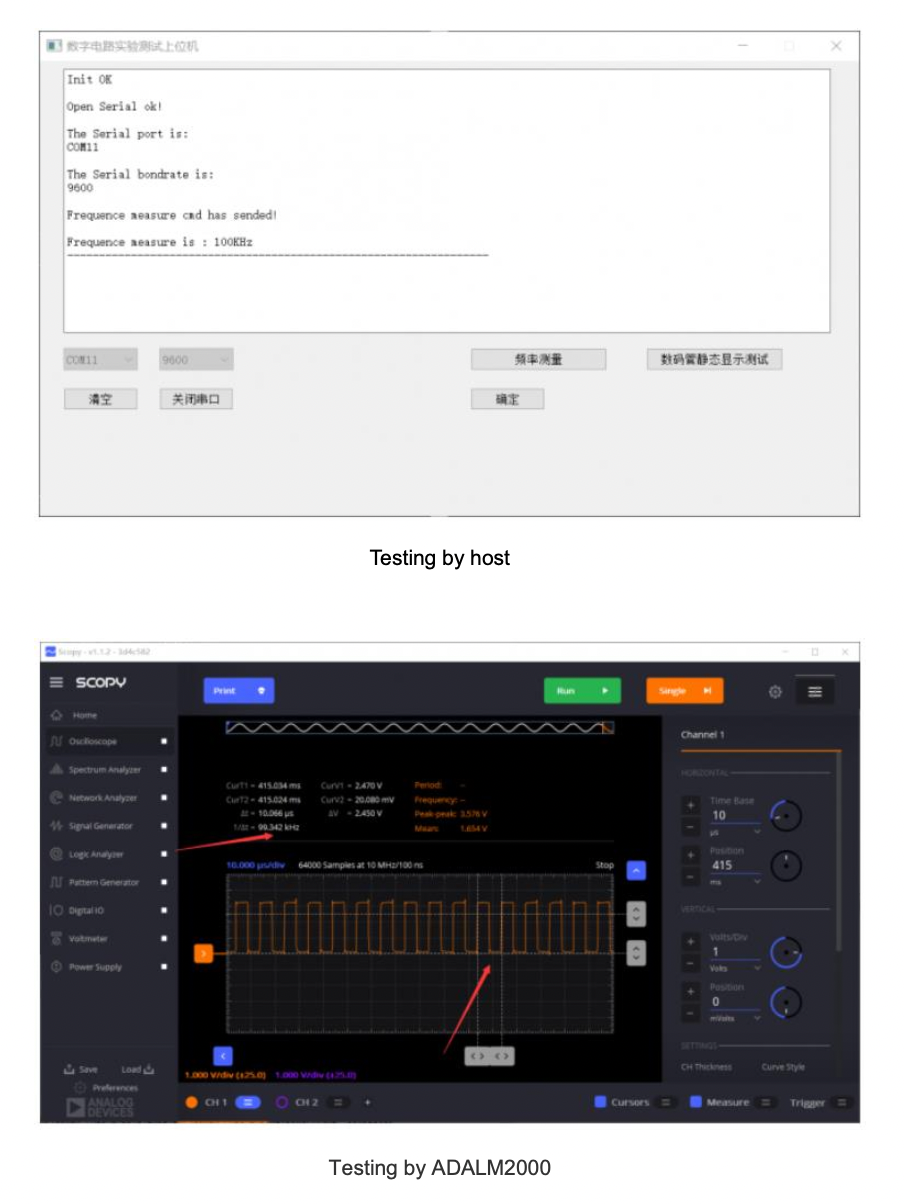 数字电路实验测试上位机
Init OK
Open Serial ok!
The Serial port is:
COM11
The Serial bondrate is:
9600
Frequence measure cmd has sended!
Frequence measure is : 100KHz
----------------------------------------------------------------
COM11 9600 频率测量 数码管静态显示测试
清空 关闭串口 确定
Testing by host
Scopy - v1.1.2 - 3d4c582
SCOPY Print Run Single
Home
Oscilloscope
Spectrum Analyzer
Network Analyzer
Signal Generator
Logic Analyzer
Pattern Generator
Digital IO
Voltmeter
Power Supply
Save Load
Preferences
ANALOG
DEVICES
CurT1 = 415.034 ms CurV1 = 2.470 V Period: --
CurT2 = 415.024 ms CurV2 = 20.080 mV Frequency: --
Δt = 10.066 µs ΔV = 2.450 V Peak-peak: 3.576 V
1/Δt = 99.342 kHz Mean: 1.654 V
10.000 µs/div 64000 Samples at 10 MHz/100 ns Stop
1.000 V/div (±25.0) 1.000 V/div (±25.0)
CH 1 CH 2 + Cursors Measure Trigger
Channel 1
HORIZONTAL
Time Base
10
µs
Position
415
ms
VERTICAL
Volts/Div
1
Volts
Position
0
mVolts
SETTINGS
CH Thickness Curve Style
Testing by ADALM2000